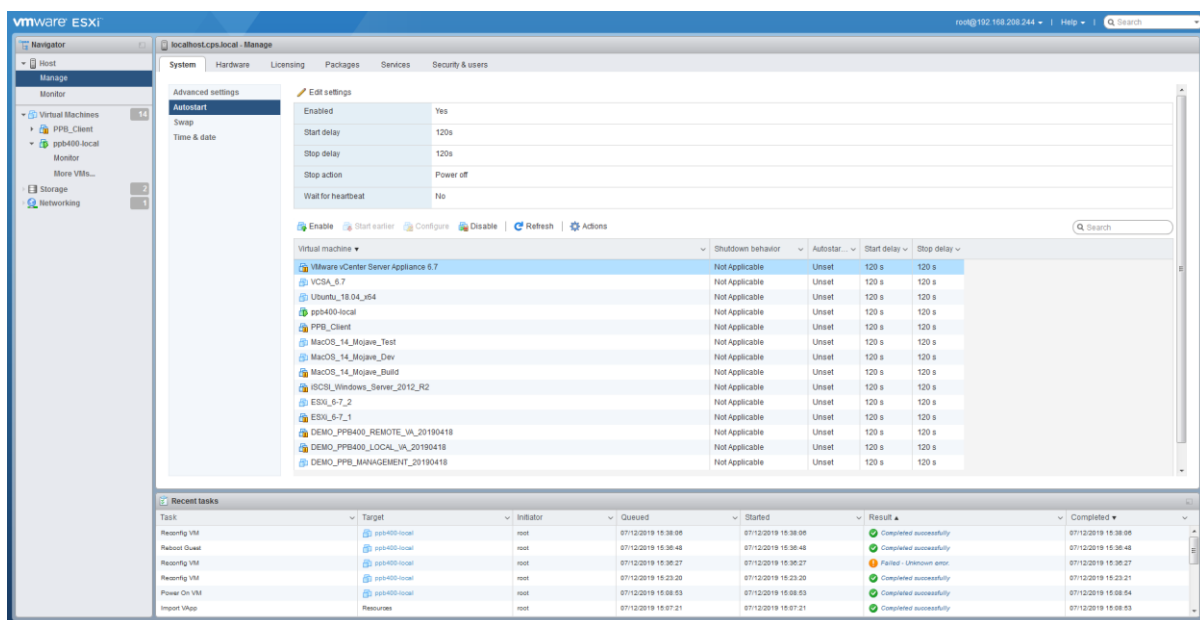 vmware ESXi
root@192.168.208.244 | Help | Search
Navigator
Host
Manage
Monitor
Virtual Machines 14
PPB_Client
ppb400-local
Monitor
More VMs...
Storage 2
Networking 1
localhost.cps.local - Manage
System Hardware Licensing Packages Services Security & users
Advanced settings
Autostart
Swap
Time & date
Edit settings
Enabled Yes
Start delay 120s
Stop delay 120s
Stop action Power off
Wait for heartbeat No
Enable Start earlier Configure Disable | Refresh | Actions Search
Virtual machine Shutdown behavior Autostar... Start delay Stop delay
VMware vCenter Server Appliance 6.7 Not Applicable Unset 120 s 120 s
VCSA_6.7 Not Applicable Unset 120 s 120 s
Ubuntu_18.04_x64 Not Applicable Unset 120 s 120 s
ppb400-local Not Applicable Unset 120 s 120 s
PPB_Client Not Applicable Unset 120 s 120 s
MacOS_14_Mojave_Test Not Applicable Unset 120 s 120 s
MacOS_14_Mojave_Dev Not Applicable Unset 120 s 120 s
MacOS_14_Mojave_Build Not Applicable Unset 120 s 120 s
iSCSI_Windows_Server_2012_R2 Not Applicable Unset 120 s 120 s
ESXi_6-7_2 Not Applicable Unset 120 s 120 s
ESXi_6-7_1 Not Applicable Unset 120 s 120 s
DEMO_PPB400_REMOTE_VA_20190418 Not Applicable Unset 120 s 120 s
DEMO_PPB400_LOCAL_VA_20190418 Not Applicable Unset 120 s 120 s
DEMO_PPB_MANAGEMENT_20190418 Not Applicable Unset 120 s 120 s
Recent tasks
Task Target Initiator Queued Started Result Completed
Reconfig VM ppb400-local root 07/12/2019 15:38:06 07/12/2019 15:38:06 Completed successfully 07/12/2019 15:38:06
Reboot Guest ppb400-local root 07/12/2019 15:36:48 07/12/2019 15:36:48 Completed successfully 07/12/2019 15:36:48
Reconfig VM ppb400-local root 07/12/2019 15:36:27 07/12/2019 15:36:27 Failed - Unknown error. 07/12/2019 15:36:27
Reconfig VM ppb400-local root 07/12/2019 15:23:20 07/12/2019 15:23:20 Completed successfully 07/12/2019 15:23:21
Power On VM ppb400-local root 07/12/2019 15:08:53 07/12/2019 15:08:53 Completed successfully 07/12/2019 15:08:54
Import VApp Resources root 07/12/2019 15:07:21 07/12/2019 15:07:21 Completed successfully 07/12/2019 15:08:53